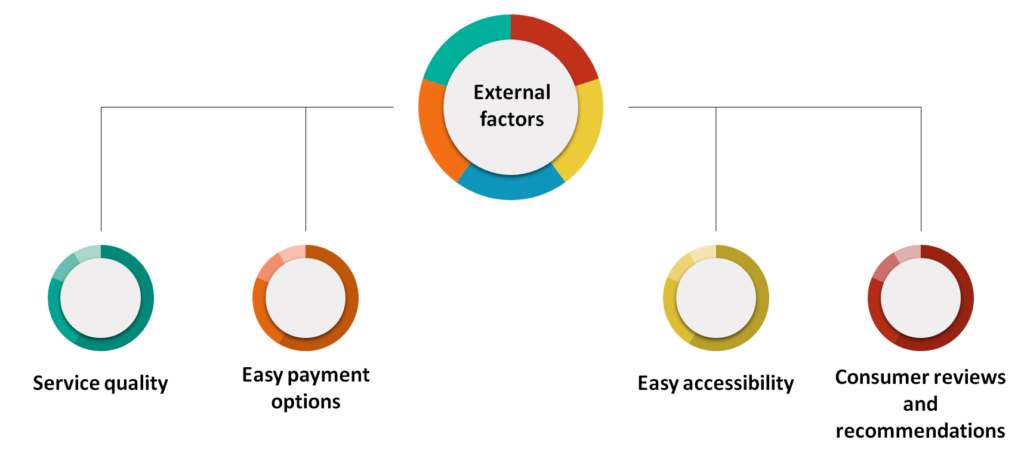 External
factors
Service quality
Easy payment
options
Easy accessibility
Consumer reviews
and
recommendations